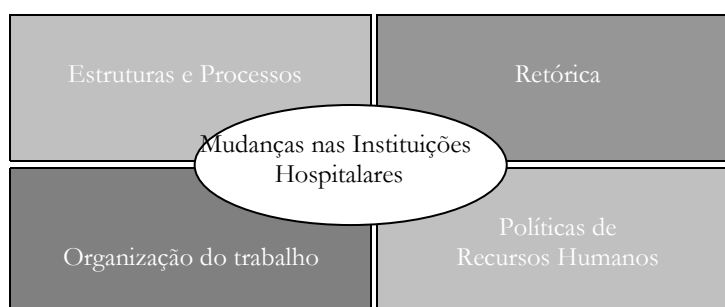 Estruturas e Processos
Retórica
Mudanças nas Instituições
Hospitalares
Organização do trabalho
Políticas de
Recursos Humanos